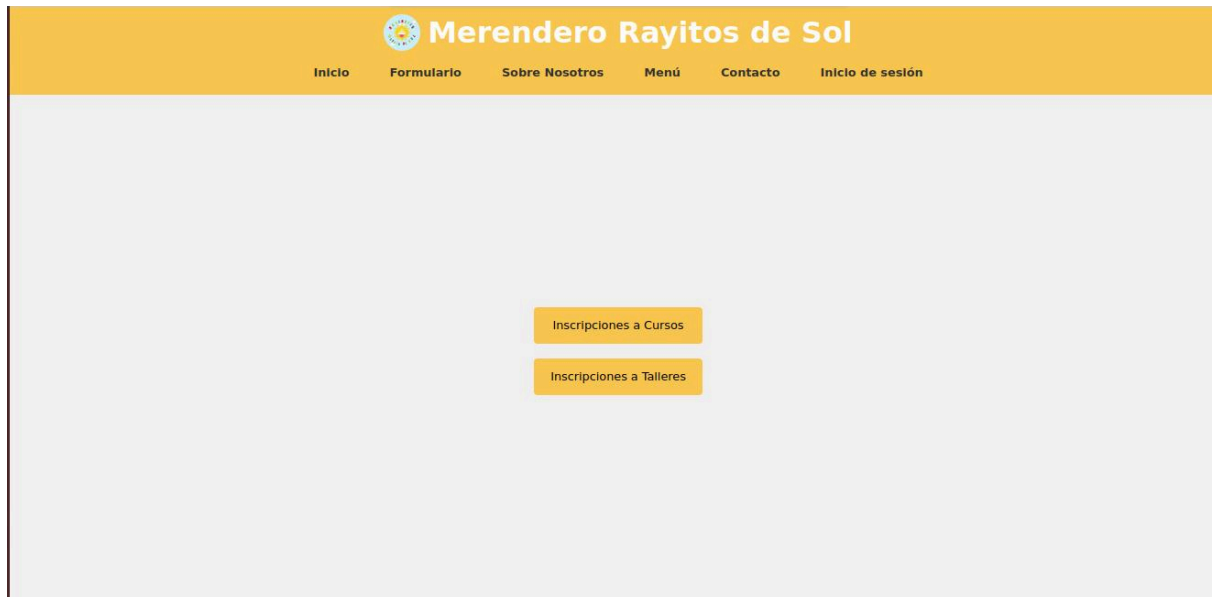 Merendero Rayitos de Sol
Inicio Formulario Sobre Nosotros Menú Contacto Inicio de sesión
Inscripciones a Cursos
Inscripciones a Talleres